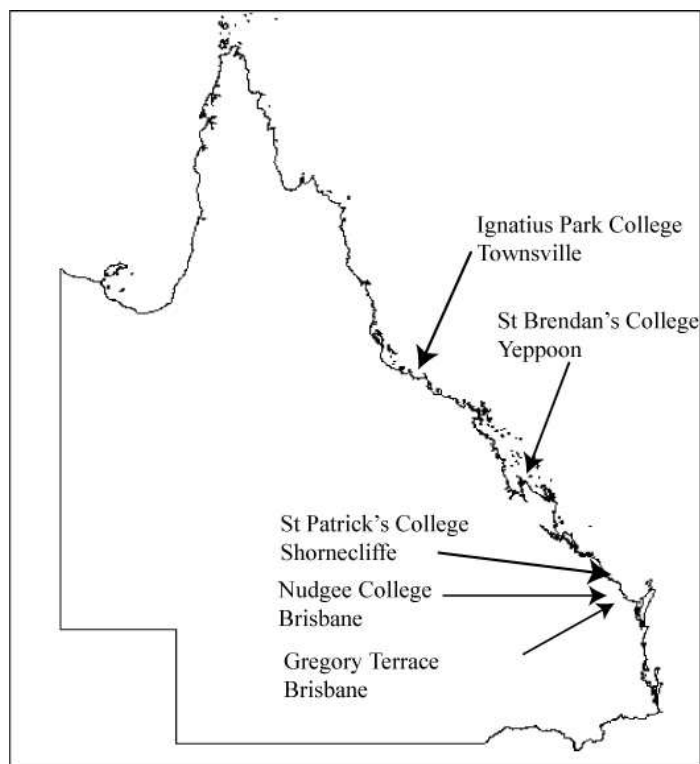 Ignatius Park College
Townsville
St Brendan’s College
Yeppoon
St Patrick’s College
Shornecliffe
Nudgee College
Brisbane
Gregory Terrace
Brisbane